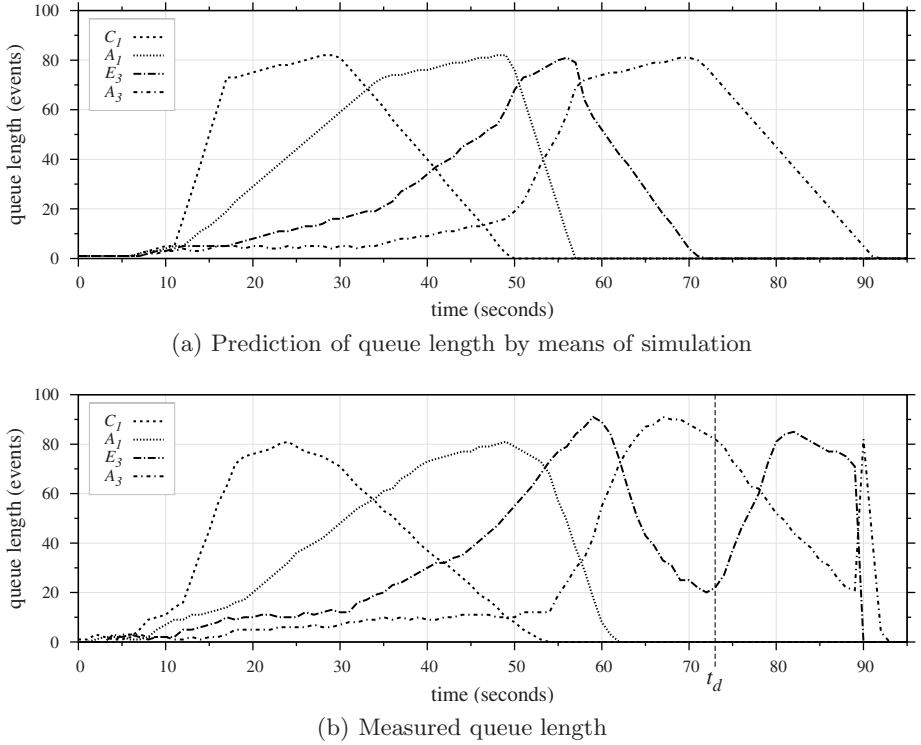 100
80
60
40
20
0
queue length (events)
C1
A1
E3
A3
0 10 20 30 40 50 60 70 80 90
time (seconds)
(a) Prediction of queue length by means of simulation
100
80
60
40
20
0
queue length (events)
C1
A1
E3
A3
0 10 20 30 40 50 60 70 80 90
td
time (seconds)
(b) Measured queue length